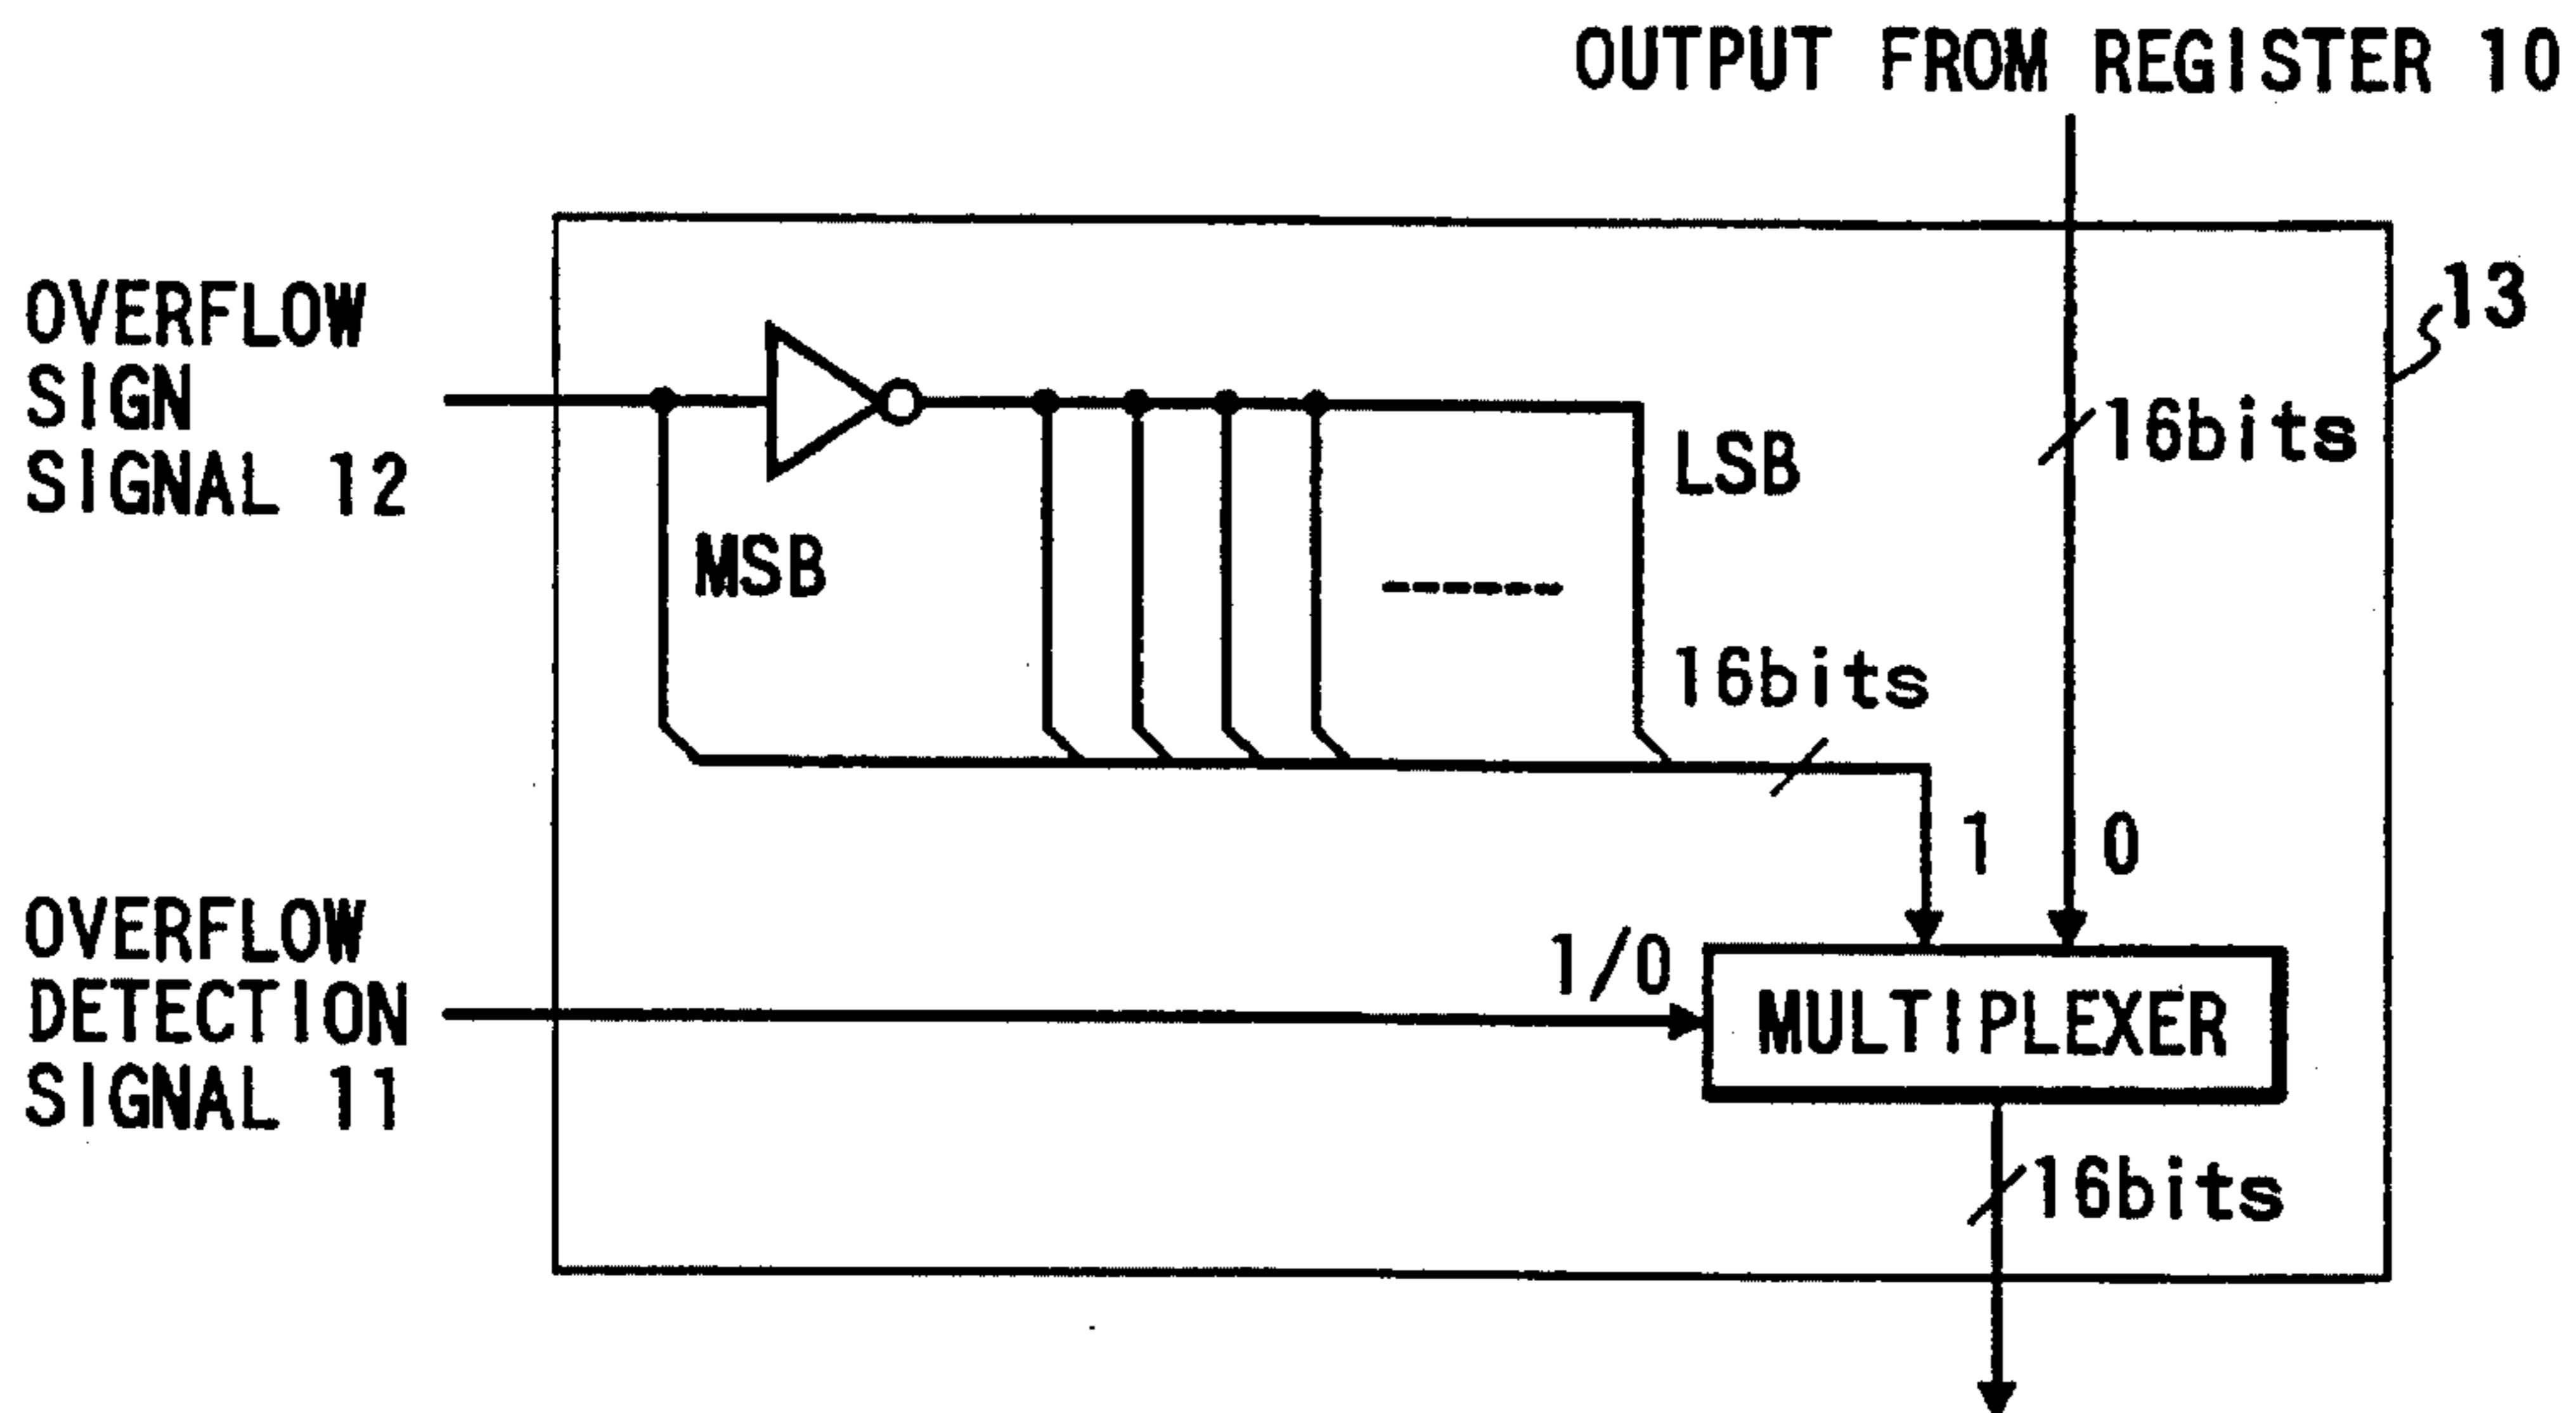 OUTPUT FROM REGISTER 10
13
OVERFLOW
SIGN
SIGNAL 12
16bits
LSB
MSB
16bits
1
0
OVERFLOW
DETECTION
SIGNAL 11
1/0
MULTIPLEXER
16bits